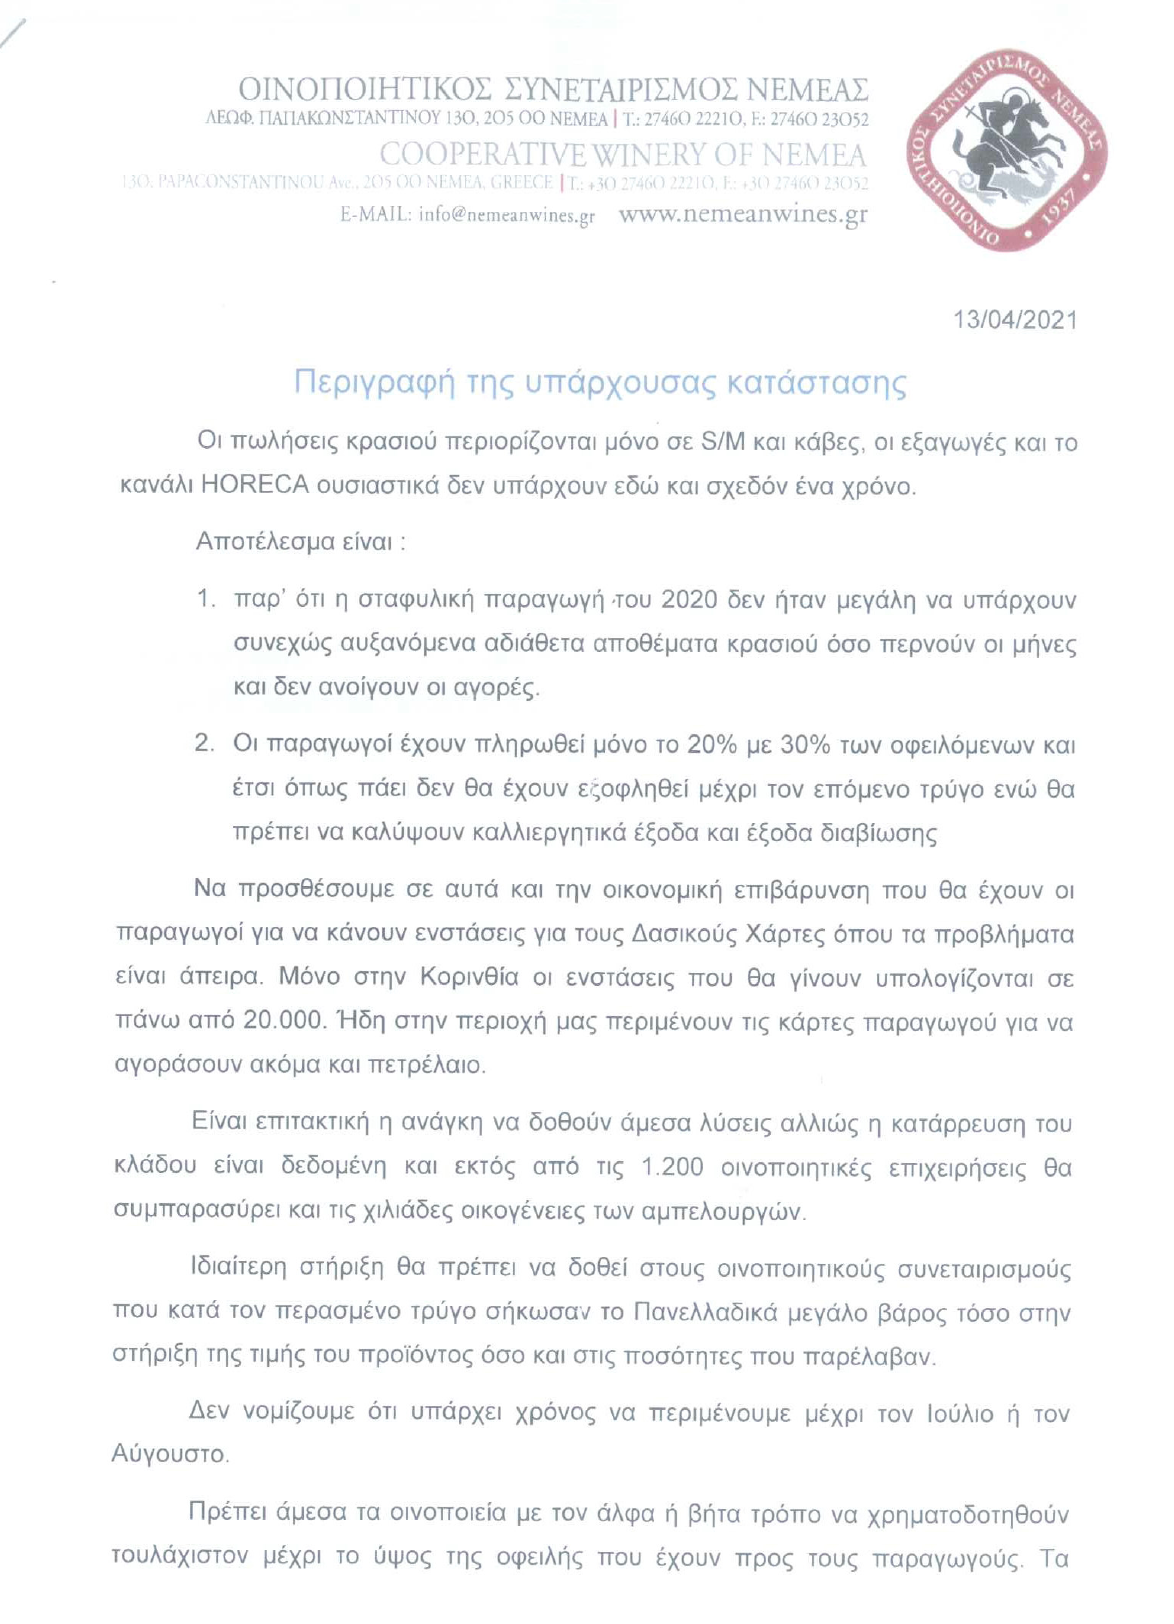 ΟΙΝΟΠΟΙΗΤΙΚΟΣ ΣΥΝΕΤΑΙΡΙΣΜΟΣ ΝΕΜΕΑΣ
ΛΕΩΦ. ΠΑΠΑΚΩΝΣΤΑΝΤΙΝΟΥ 130, 205 00 ΝΕΜΕΑ | Τ.: 27460 22210, F.: 27460 23052
COOPERATIVE WINERY OF NEMEA
130, PAPACONSTANTINOU Ave., 205 00 NEMEA, GREECE | T.: +30 27460 22210, F.: +30 27460 23052
E-MAIL: info@nemeanwines.gr www.nemeanwines.gr
ΟΙΝΟΠΟΙΗΤΙΚΟΣ ΣΥΝΕΤΑΙΡΙΣΜΟΣ ΝΕΜΕΑΣ • 1937 •
13/04/2021
Περιγραφή της υπάρχουσας κατάστασης
Οι πωλήσεις κρασιού περιορίζονται μόνο σε S/M και κάβες, οι εξαγωγές και το
κανάλι HORECA ουσιαστικά δεν υπάρχουν εδώ και σχεδόν ένα χρόνο.
Αποτέλεσμα είναι :
1. παρ’ ότι η σταφυλική παραγωγή του 2020 δεν ήταν μεγάλη να υπάρχουν
συνεχώς αυξανόμενα αδιάθετα αποθέματα κρασιού όσο περνούν οι μήνες
και δεν ανοίγουν οι αγορές.
2. Οι παραγωγοί έχουν πληρωθεί μόνο το 20% με 30% των οφειλόμενων και
έτσι όπως πάει δεν θα έχουν εξοφληθεί μέχρι τον επόμενο τρύγο ενώ θα
πρέπει να καλύψουν καλλιεργητικά έξοδα και έξοδα διαβίωσης
Να προσθέσουμε σε αυτά και την οικονομική επιβάρυνση που θα έχουν οι
παραγωγοί για να κάνουν ενστάσεις για τους Δασικούς Χάρτες όπου τα προβλήματα
είναι άπειρα. Μόνο στην Κορινθία οι ενστάσεις που θα γίνουν υπολογίζονται σε
πάνω από 20.000. Ήδη στην περιοχή μας περιμένουν τις κάρτες παραγωγού για να
αγοράσουν ακόμα και πετρέλαιο.
Είναι επιτακτική η ανάγκη να δοθούν άμεσα λύσεις αλλιώς η κατάρρευση του
κλάδου είναι δεδομένη και εκτός από τις 1.200 οινοποιητικές επιχειρήσεις θα
συμπαρασύρει και τις χιλιάδες οικογένειες των αμπελουργών.
Ιδιαίτερη στήριξη θα πρέπει να δοθεί στους οινοποιητικούς συνεταιρισμούς
που κατά τον περασμένο τρύγο σήκωσαν το Πανελλαδικά μεγάλο βάρος τόσο στην
στήριξη της τιμής του προϊόντος όσο και στις ποσότητες που παρέλαβαν.
Δεν νομίζουμε ότι υπάρχει χρόνος να περιμένουμε μέχρι τον Ιούλιο ή τον
Αύγουστο.
Πρέπει άμεσα τα οινοποιεία με τον άλφα ή βήτα τρόπο να χρηματοδοτηθούν
τουλάχιστον μέχρι το ύψος της οφειλής που έχουν προς τους παραγωγούς. Τα